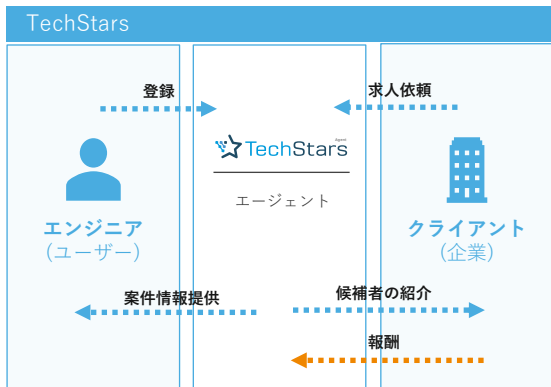 TechStars
登録
求人依頼
Agent
TechStars
エージェント
エンジニア
(ユーザー)
クライアント
(企業)
案件情報提供
候補者の紹介
報酬